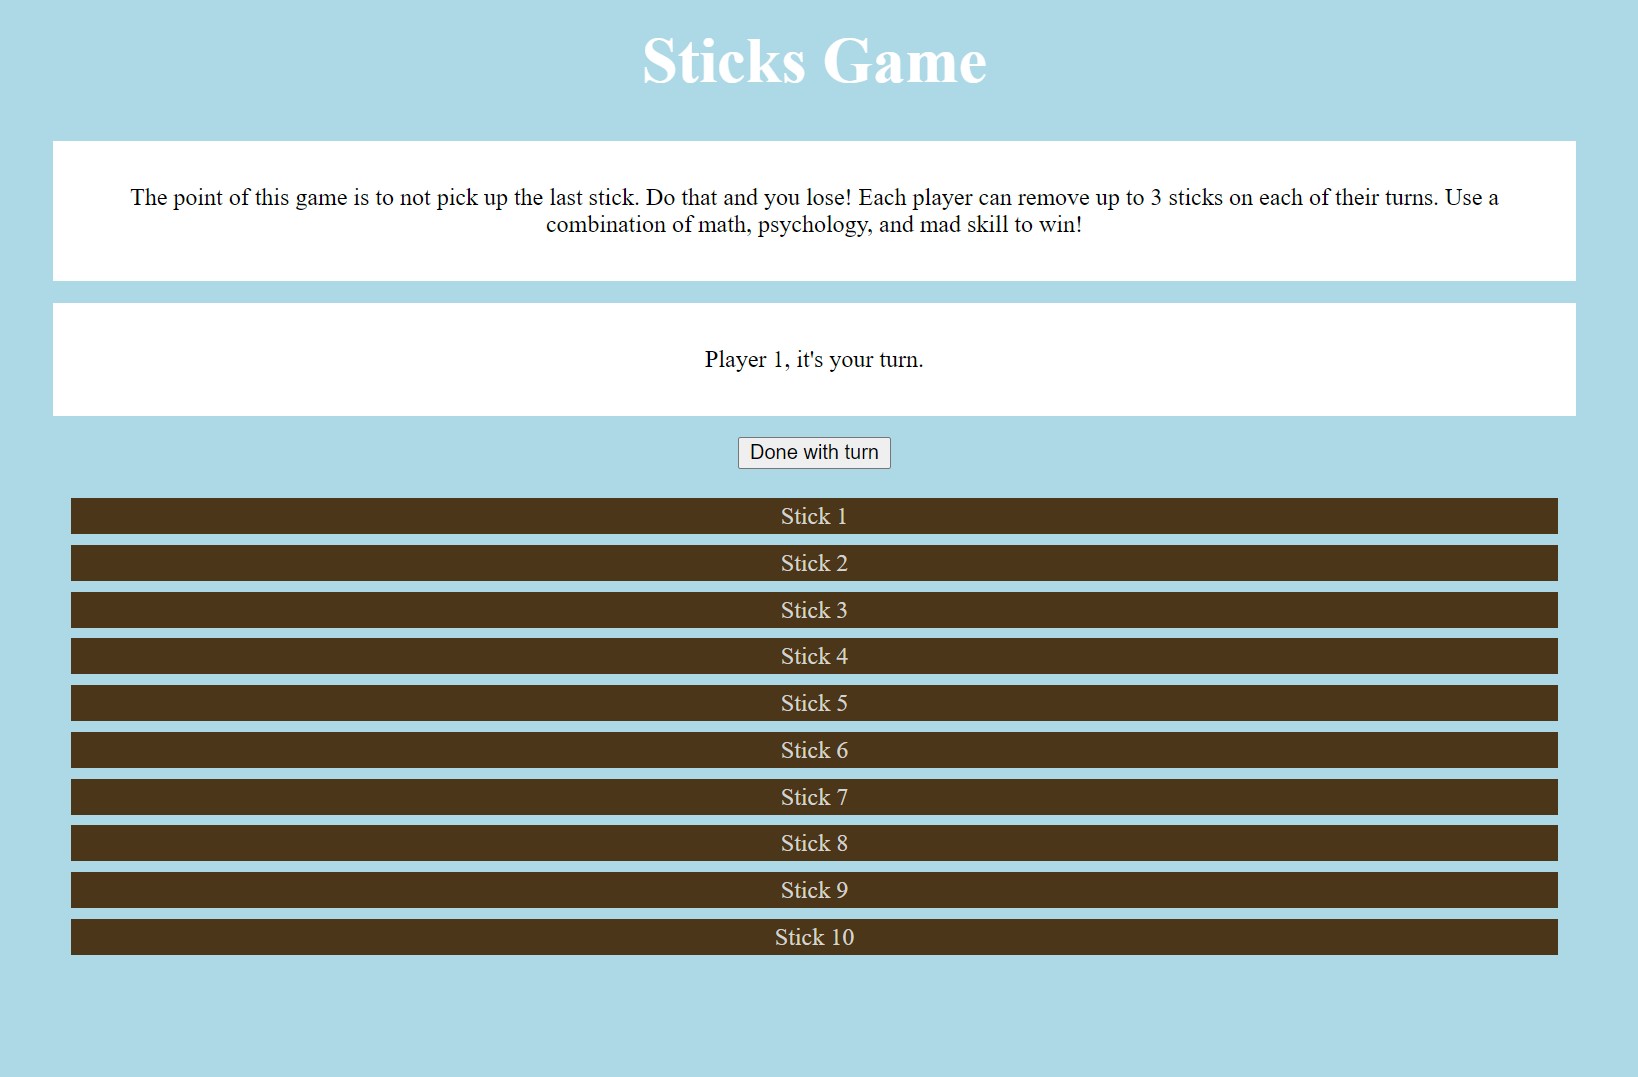 Sticks Game
The point of this game is to not pick up the last stick. Do that and you lose! Each player can remove up to 3 sticks on each of their turns. Use a
combination of math, psychology, and mad skill to win!
Player 1, it's your turn.
Done with turn
Stick 1
Stick 2
Stick 3
Stick 4
Stick 5
Stick 6
Stick 7
Stick 8
Stick 9
Stick 10